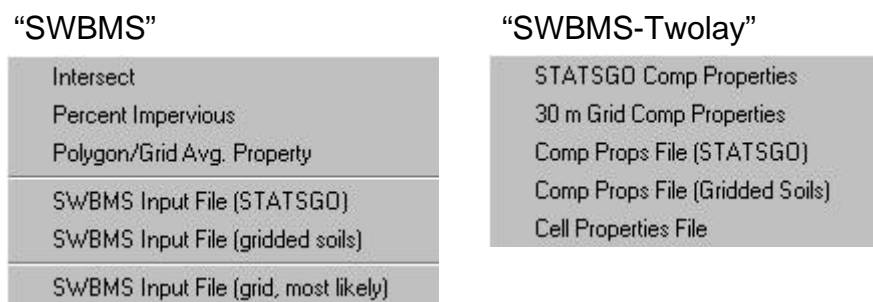 “SWBMS”
Intersect
Percent Impervious
Polygon/Grid Avg. Property
SWBMS Input File (STATSGO)
SWBMS Input File (gridded soils)
SWBMS Input File (grid, most likely)
“SWBMS-Twolay”
STATSGO Comp Properties
30 m Grid Comp Properties
Comp Props File (STATSGO)
Comp Props File (Gridded Soils)
Cell Properties File